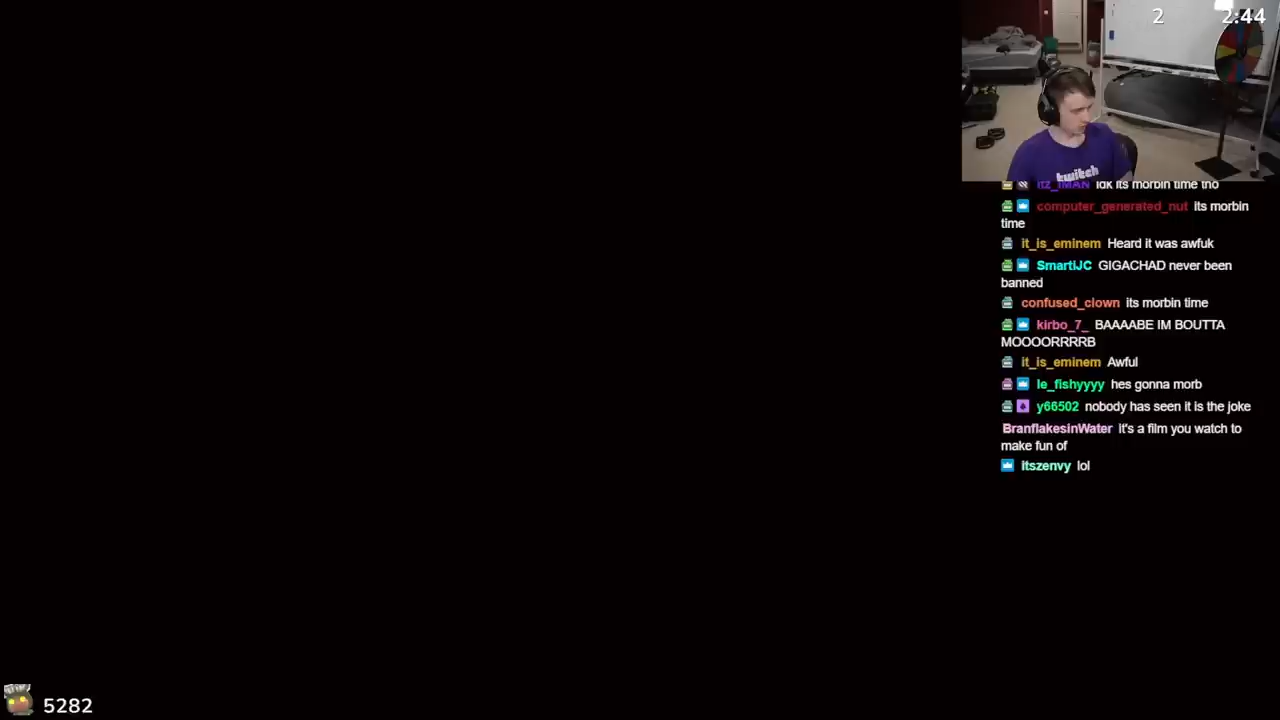 2 2:44
twitch
itz_IMAN idk its morbin time tho
computer_generated_nut Its morbin
time
it_is_eminem Heard it was awfuk
SmartiJC GIGACHAD never been
banned
confused_clown its morbin time
kirbo_7_ BAAAABE IM BOUTTA
MOOOORRRRB
it_is_eminem Awful
le_fishyyyy hes gonna morb
y66502 nobody has seen it is the joke
BranflakesinWater It's a film you watch to
make fun of
itszenvy lol
5282